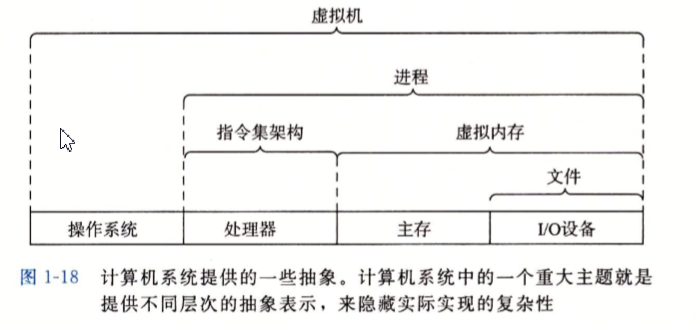 虚拟机
进程
指令集架构
虚拟内存
文件
操作系统
处理器
主存
I/O设备
图 1-18 计算机系统提供的一些抽象。计算机系统中的一个重大主题就是
提供不同层次的抽象表示，来隐藏实际实现的复杂性